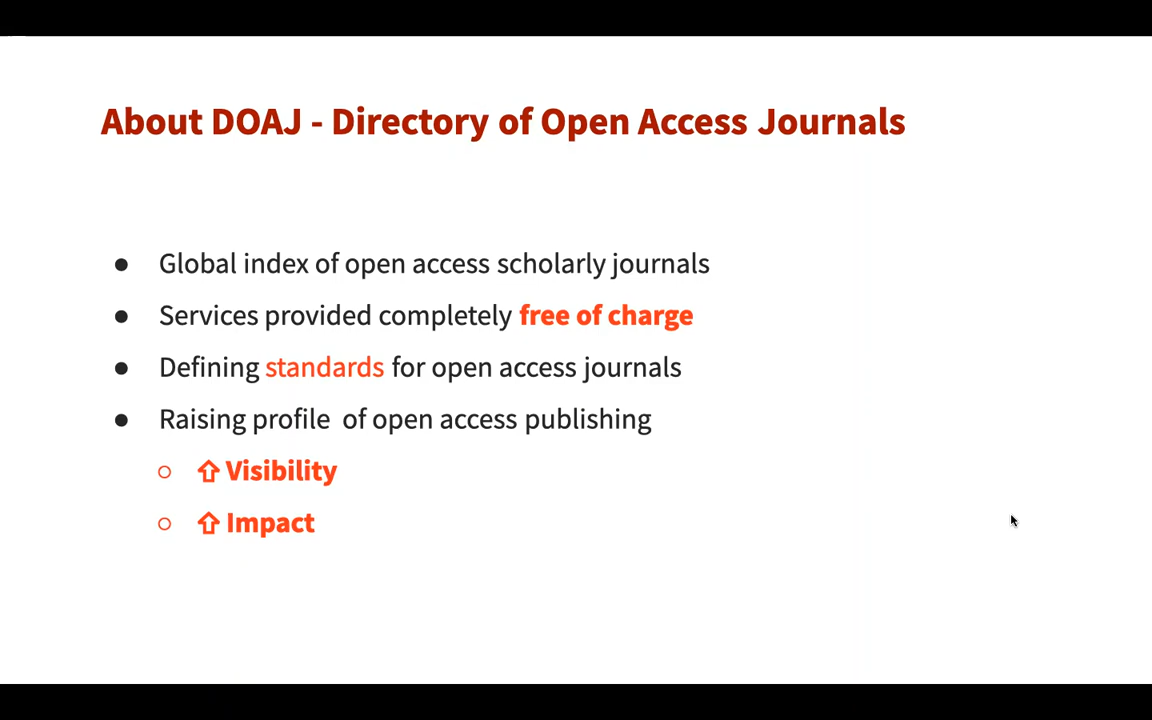 About DOAJ - Directory of Open Access Journals
● Global index of open access scholarly journals
● Services provided completely free of charge
● Defining standards for open access journals
● Raising profile  of open access publishing
○ ⇧ Visibility
○ ⇧ Impact